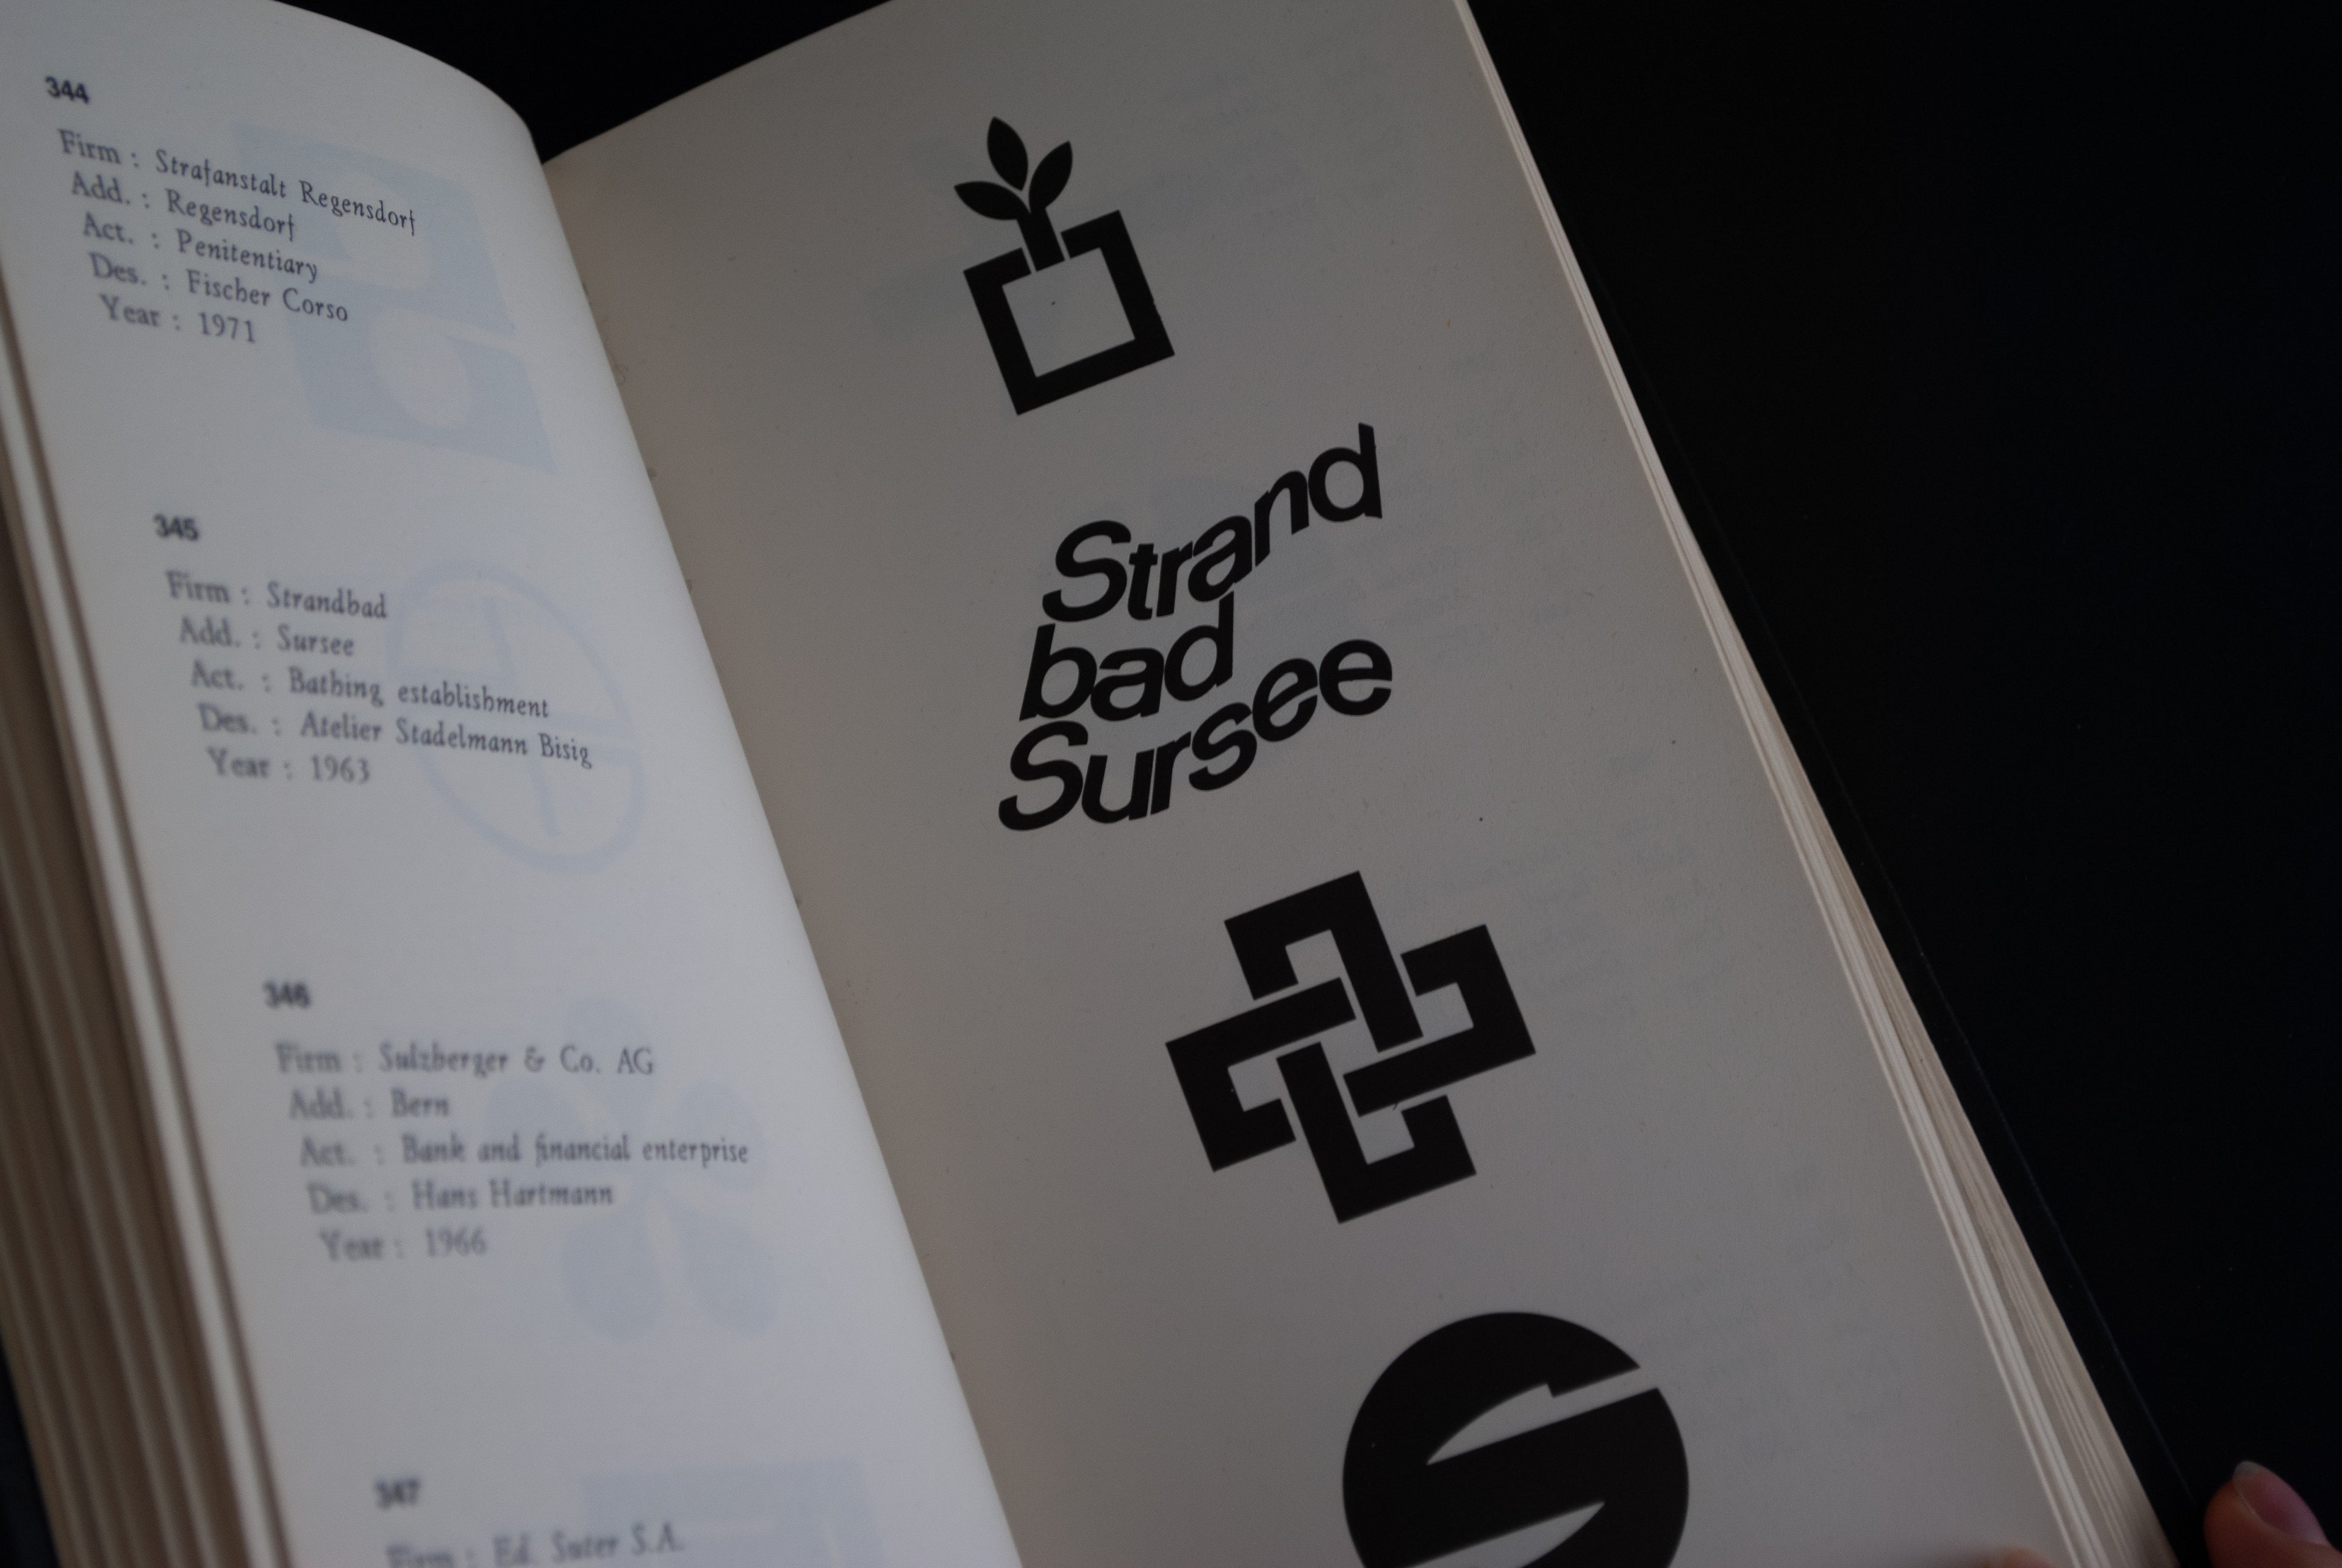 344
Firm : Strafanstalt Regensdorf
Add. : Regensdorf
Act. : Penitentiary
Des. : Fischer Corso
Year : 1971
345
Firm : Strandbad
Add. : Sursee
Act. : Bathing establishment
Des. : Atelier Stadelmann Bisig
Year : 1963
346
Firm : Sulzberger & Co. AG
Add. : Bern
Act. : Bank and financial enterprise
Des. : Hans Hartmann
Year : 1966
347
Firm : Ed. Suter S.A.
Strand
bad
Sursee